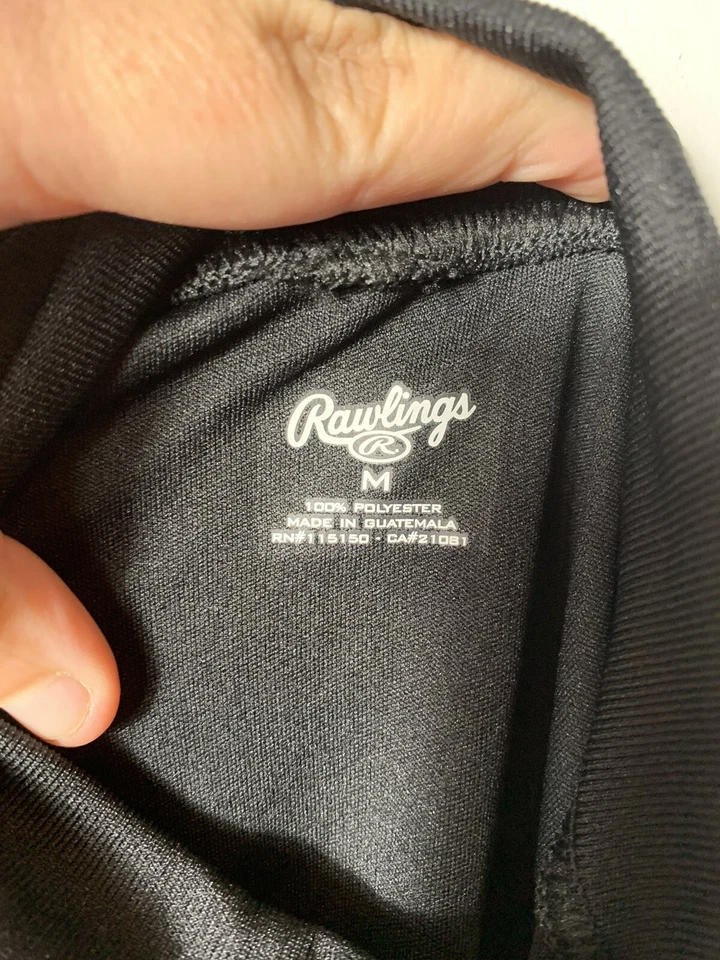 Rawlings
R
M
100% POLYESTER
MADE IN GUATEMALA
RN#115150 - CA#21081